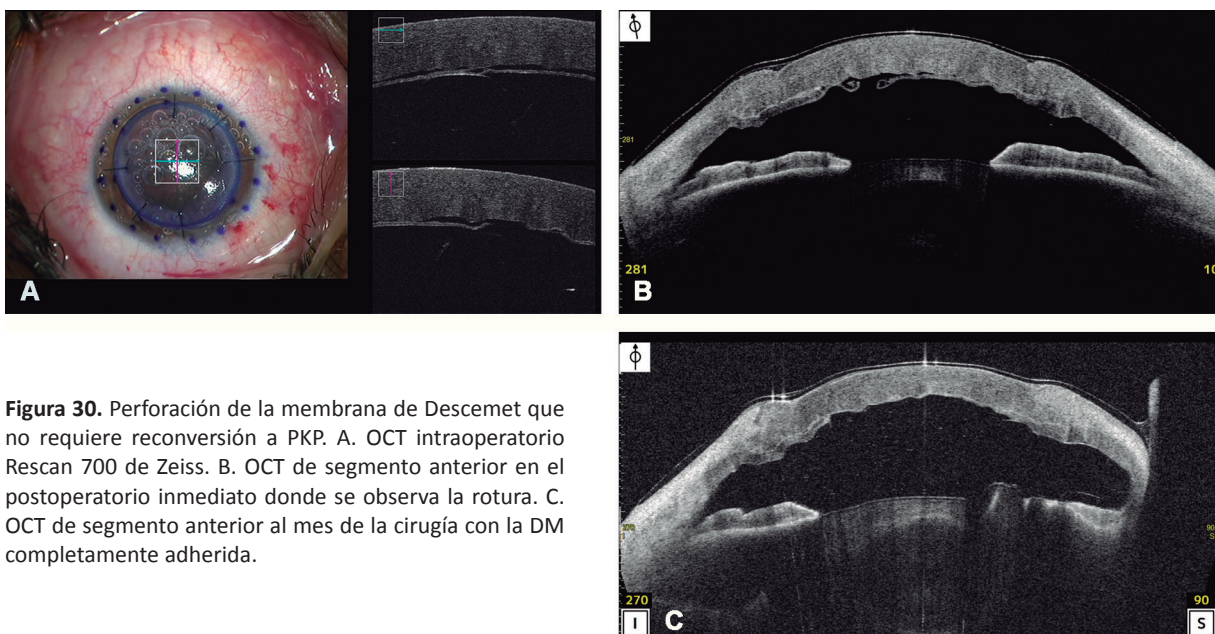 A
B
281
281
10
Figura 30. Perforación de la membrana de Descemet que
no requiere reconversión a PKP. A. OCT intraoperatorio
Rescan 700 de Zeiss. B. OCT de segmento anterior en el
postoperatorio inmediato donde se observa la rotura. C.
OCT de segmento anterior al mes de la cirugía con la DM
completamente adherida.
270
I
C
90
S